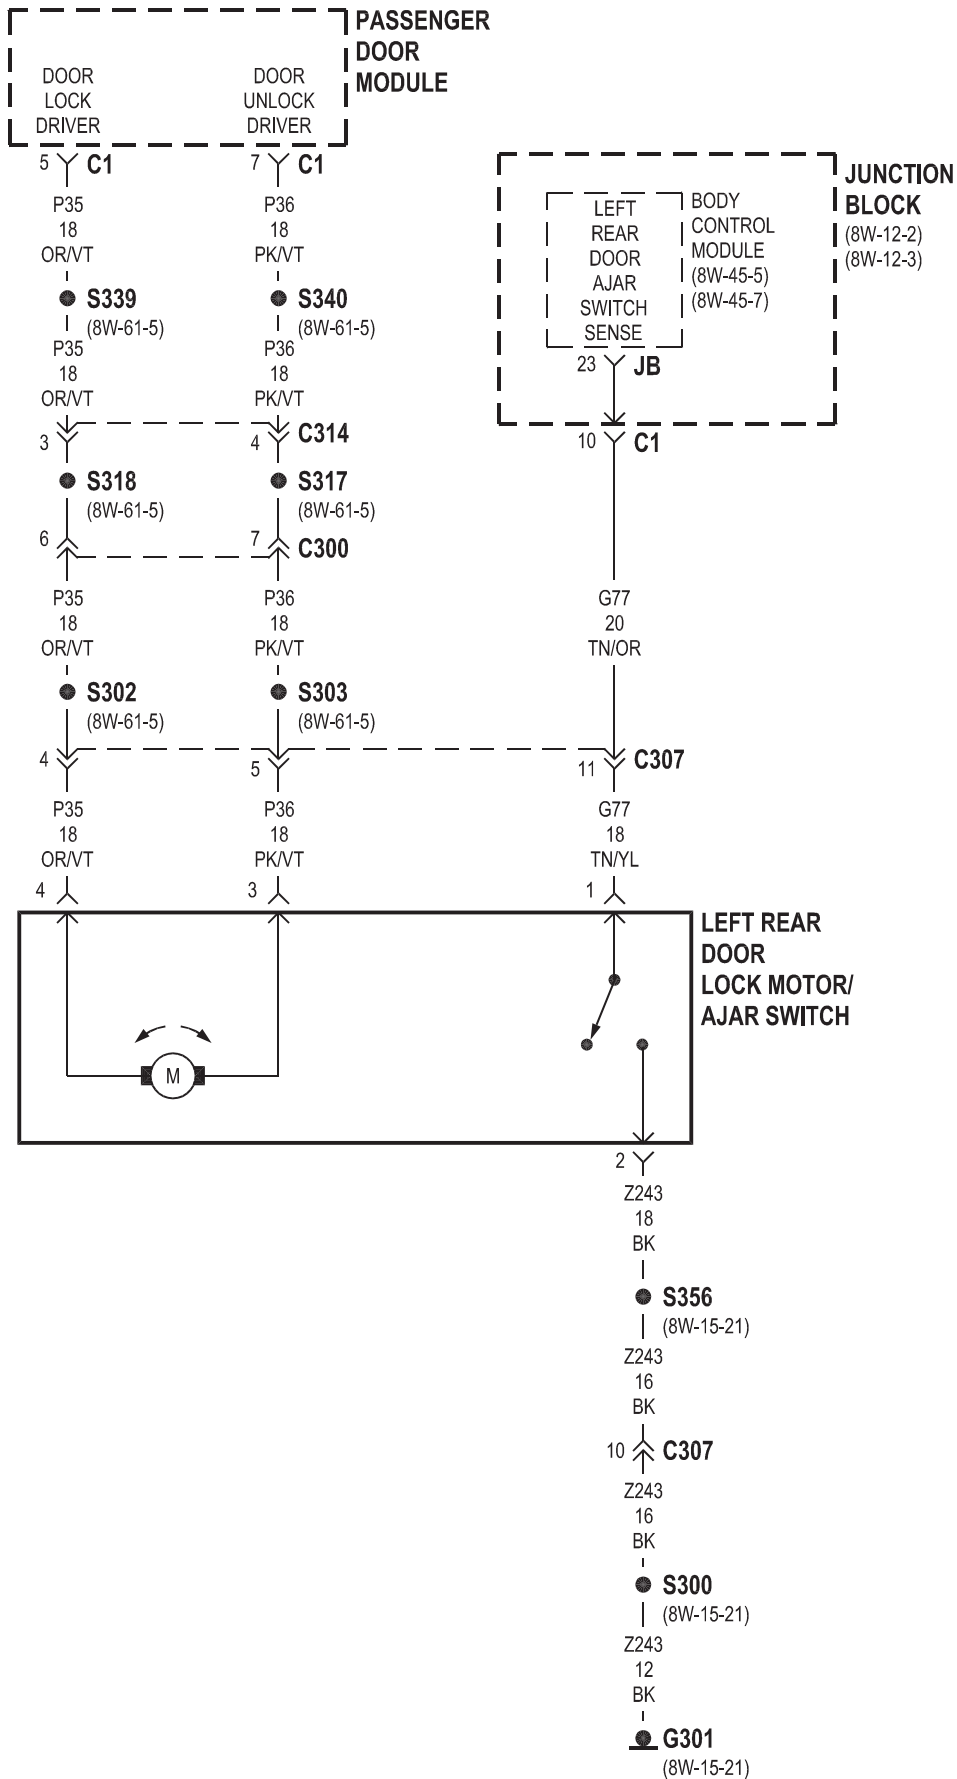 PASSENGER
DOOR
MODULE
DOOR
LOCK
DRIVER
DOOR
UNLOCK
DRIVER
5 C1
7 C1
P35
18
OR/VT
P36
18
PK/VT
S339
(8W-61-5)
S340
(8W-61-5)
P35
18
OR/VT
P36
18
PK/VT
3
4 C314
S318
(8W-61-5)
S317
(8W-61-5)
6
7 C300
P35
18
OR/VT
P36
18
PK/VT
S302
(8W-61-5)
S303
(8W-61-5)
JUNCTION
BLOCK
(8W-12-2)
(8W-12-3)
LEFT
REAR
DOOR
AJAR
SWITCH
SENSE
BODY
CONTROL
MODULE
(8W-45-5)
(8W-45-7)
23 JB
10 C1
G77
20
TN/OR
4
5
11 C307
P35
18
OR/VT
P36
18
PK/VT
G77
18
TN/YL
4
3
1
LEFT REAR
DOOR
LOCK MOTOR/
AJAR SWITCH
M
2
Z243
18
BK
S356
(8W-15-21)
Z243
16
BK
10 C307
Z243
16
BK
S300
(8W-15-21)
Z243
12
BK
G301
(8W-15-21)